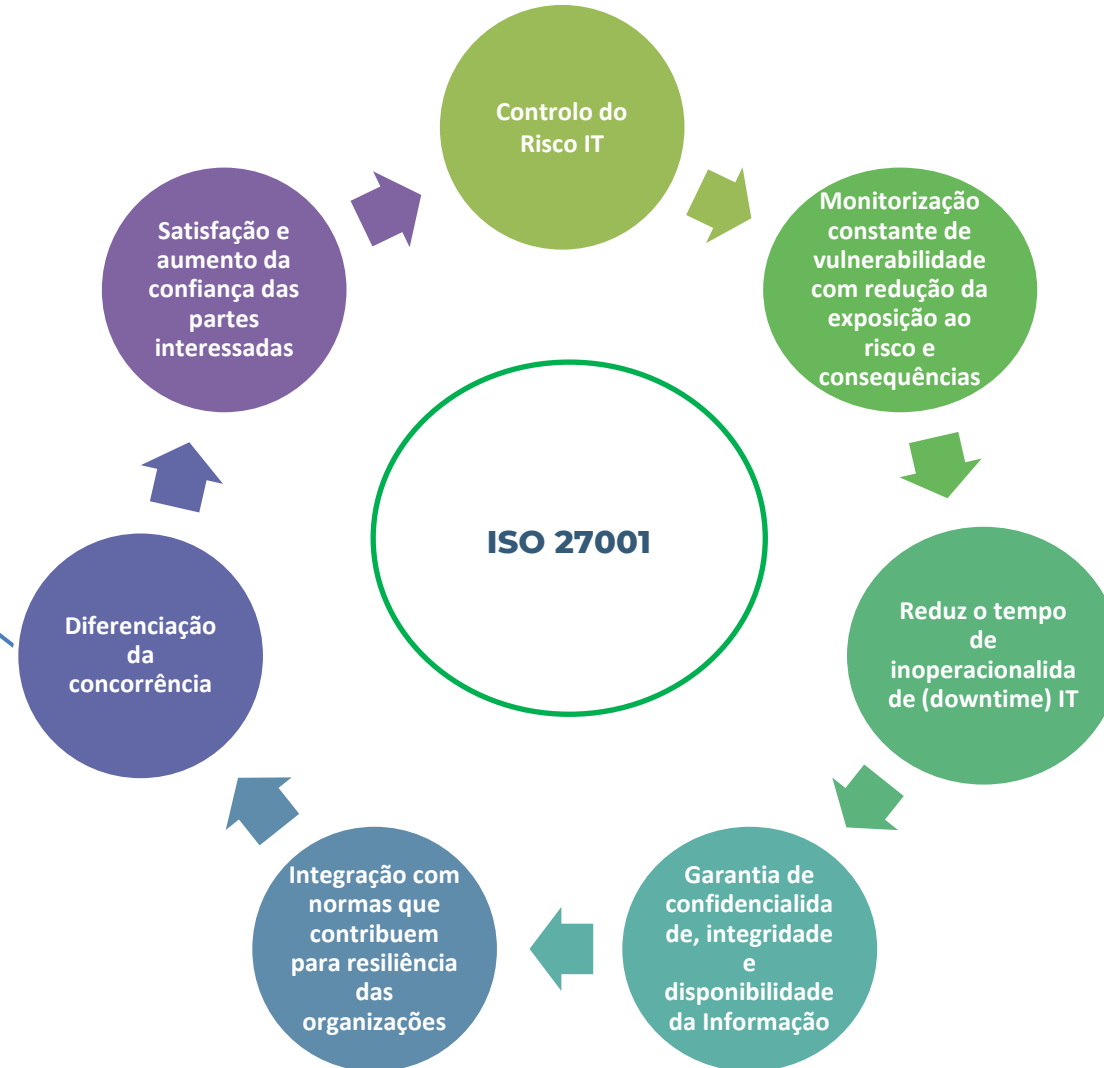 Controlo do
Risco IT
Monitorização
constante de
vulnerabilidade
com redução da
exposição ao
risco e
consequências
Reduz o tempo
de
inoperacionalida
de (downtime) IT
Garantia de
confidencialida
de, integridade
e
disponibilidade
da Informação
Integração com
normas que
contribuem
para resiliência
das
organizações
Diferenciação
da
concorrência
Satisfação e
aumento da
confiança das
partes
interessadas
ISO 27001